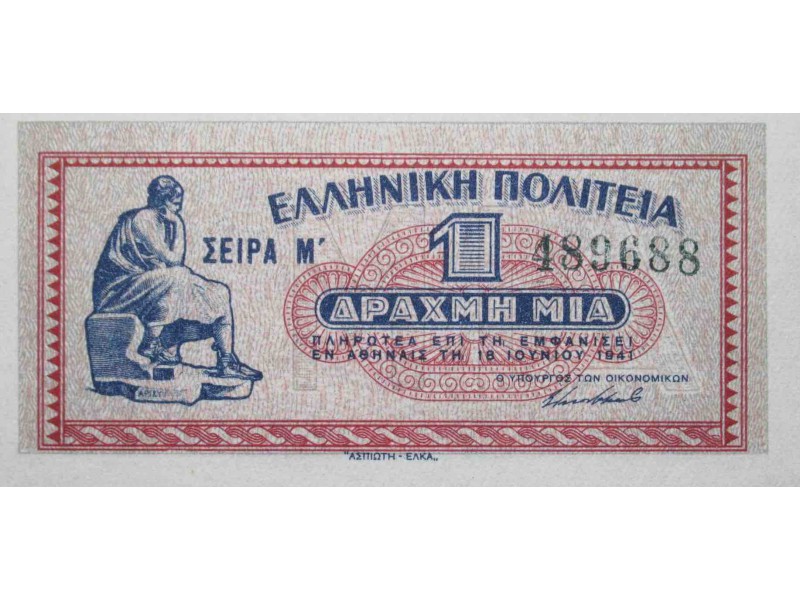 ΕΛΛΗΝΙΚΗ ΠΟΛΙΤΕΙΑ
ΣΕΙΡΑ Μ΄
1
489688
ΔΡΑΧΜΗ ΜΙΑ
ΠΛΗΡΩΤΕΑ ΕΠΙ ΤΗ ΕΜΦΑΝΙΣΕΙ
ΕΝ ΑΘΗΝΑΙΣ ΤΗ 18 ΙΟΥΝΙΟΥ 1941
Ο ΥΠΟΥΡΓΟΣ ΤΩΝ ΟΙΚΟΝΟΜΙΚΩΝ
"ΑΣΠΙΩΤΗ - ΕΛΚΑ„